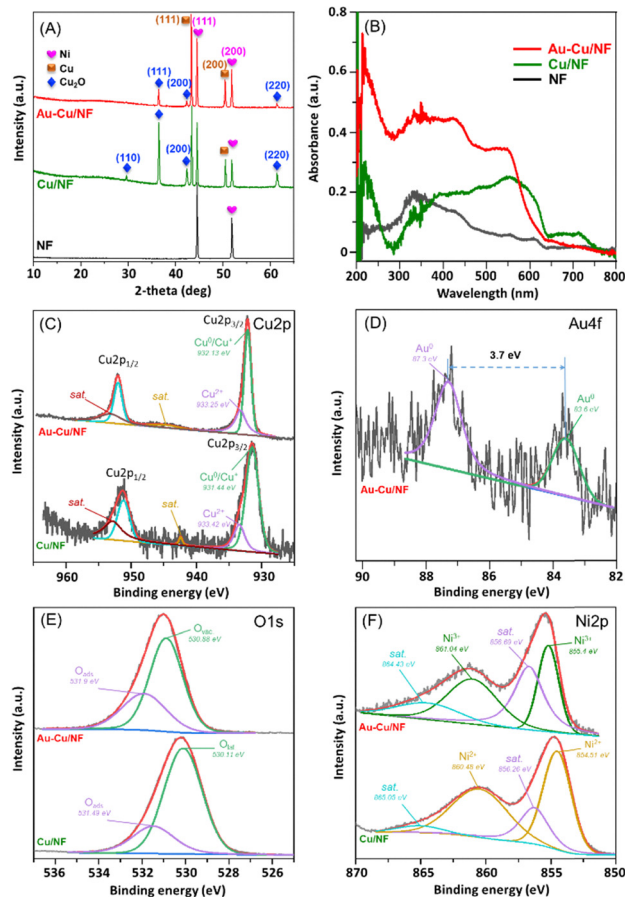 (A)
(111) (111)
Ni
Cu
Cu2O
(200)
(200)
(111)
(200)
(220)
Au-Cu/NF
(110)
(200)
(220)
Cu/NF
NF
10 20 30 40 50 60
2-theta (deg)
Intensity (a.u.)
(B)
Au-Cu/NF
Cu/NF
NF
0.8
0.6
0.4
0.2
0
200 300 400 500 600 700 800
Wavelength (nm)
Absorbance (a.u.)
(C)
Cu2p
Cu2p3/2
Cu0/Cu+
932.13 eV
Cu2p1/2
sat.
sat.
Cu2+
933.25 eV
Au-Cu/NF
Cu2p3/2
Cu2p1/2
Cu0/Cu+
931.44 eV
sat.
sat.
Cu2+
933.42 eV
Cu/NF
960 950 940 930
Binding energy (eV)
Intensity (a.u.)
(D)
Au4f
Au0
87.3 eV
3.7 eV
Au0
83.6 eV
Au-Cu/NF
90 88 86 84 82
Binding energy (eV)
Intensity (a.u.)
(E)
O1s
Ovac.
530.88 eV
Oads.
531.9 eV
Au-Cu/NF
530.11 eV
Oads.
531.49 eV
Cu/NF
536 534 532 530 528 526
Binding energy (eV)
Intensity (a.u.)
(F)
Ni2p
Ni3+
861.04 eV
sat.
856.69 eV
Ni3+
855.4 eV
sat.
864.43 eV
Au-Cu/NF
Ni2+
860.48 eV
sat.
856.26 eV
854.51 eV
sat.
Cu/NF
870 865 860 855 850
Binding energy (eV)
Intensity (a.u.)